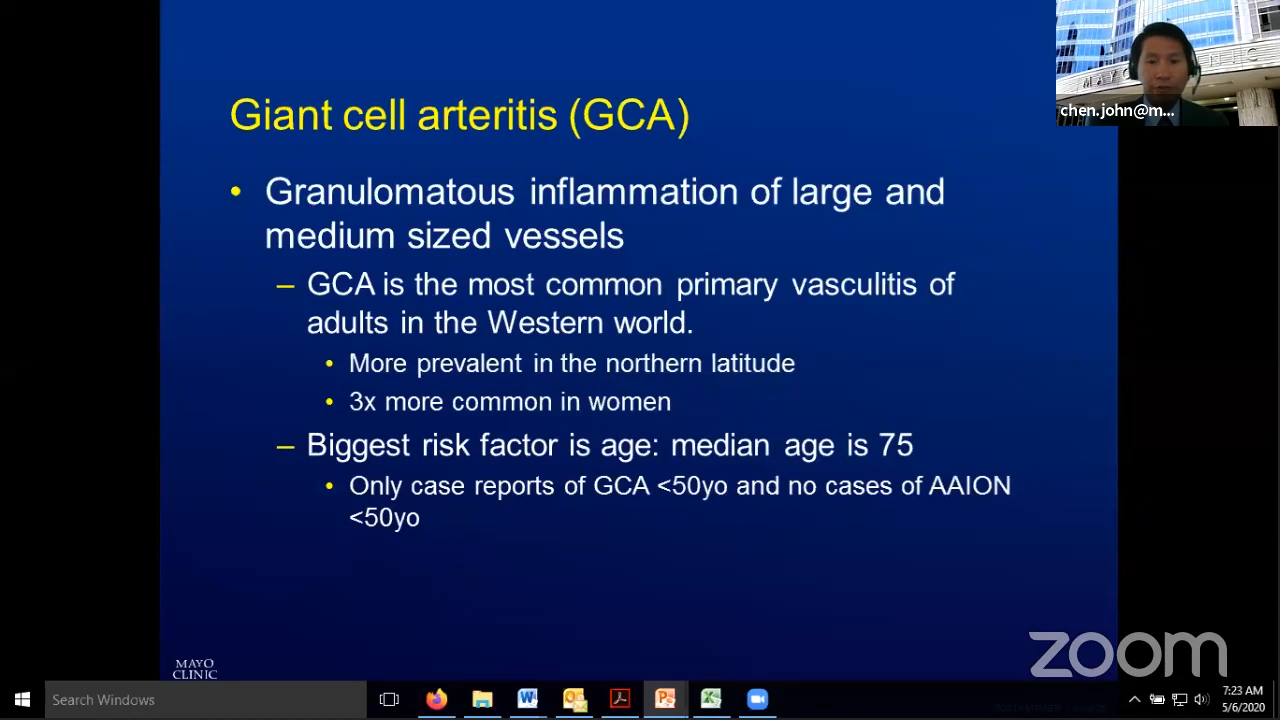 Giant cell arteritis (GCA)
• Granulomatous inflammation of large and
medium sized vessels
– GCA is the most common primary vasculitis of
adults in the Western world.
• More prevalent in the northern latitude
• 3x more common in women
– Biggest risk factor is age: median age is 75
• Only case reports of GCA <50yo and no cases of AAION
<50yo
chen.john@m...
MAYO
CLINIC
zoom
Search Windows
7:23 AM
5/6/2020